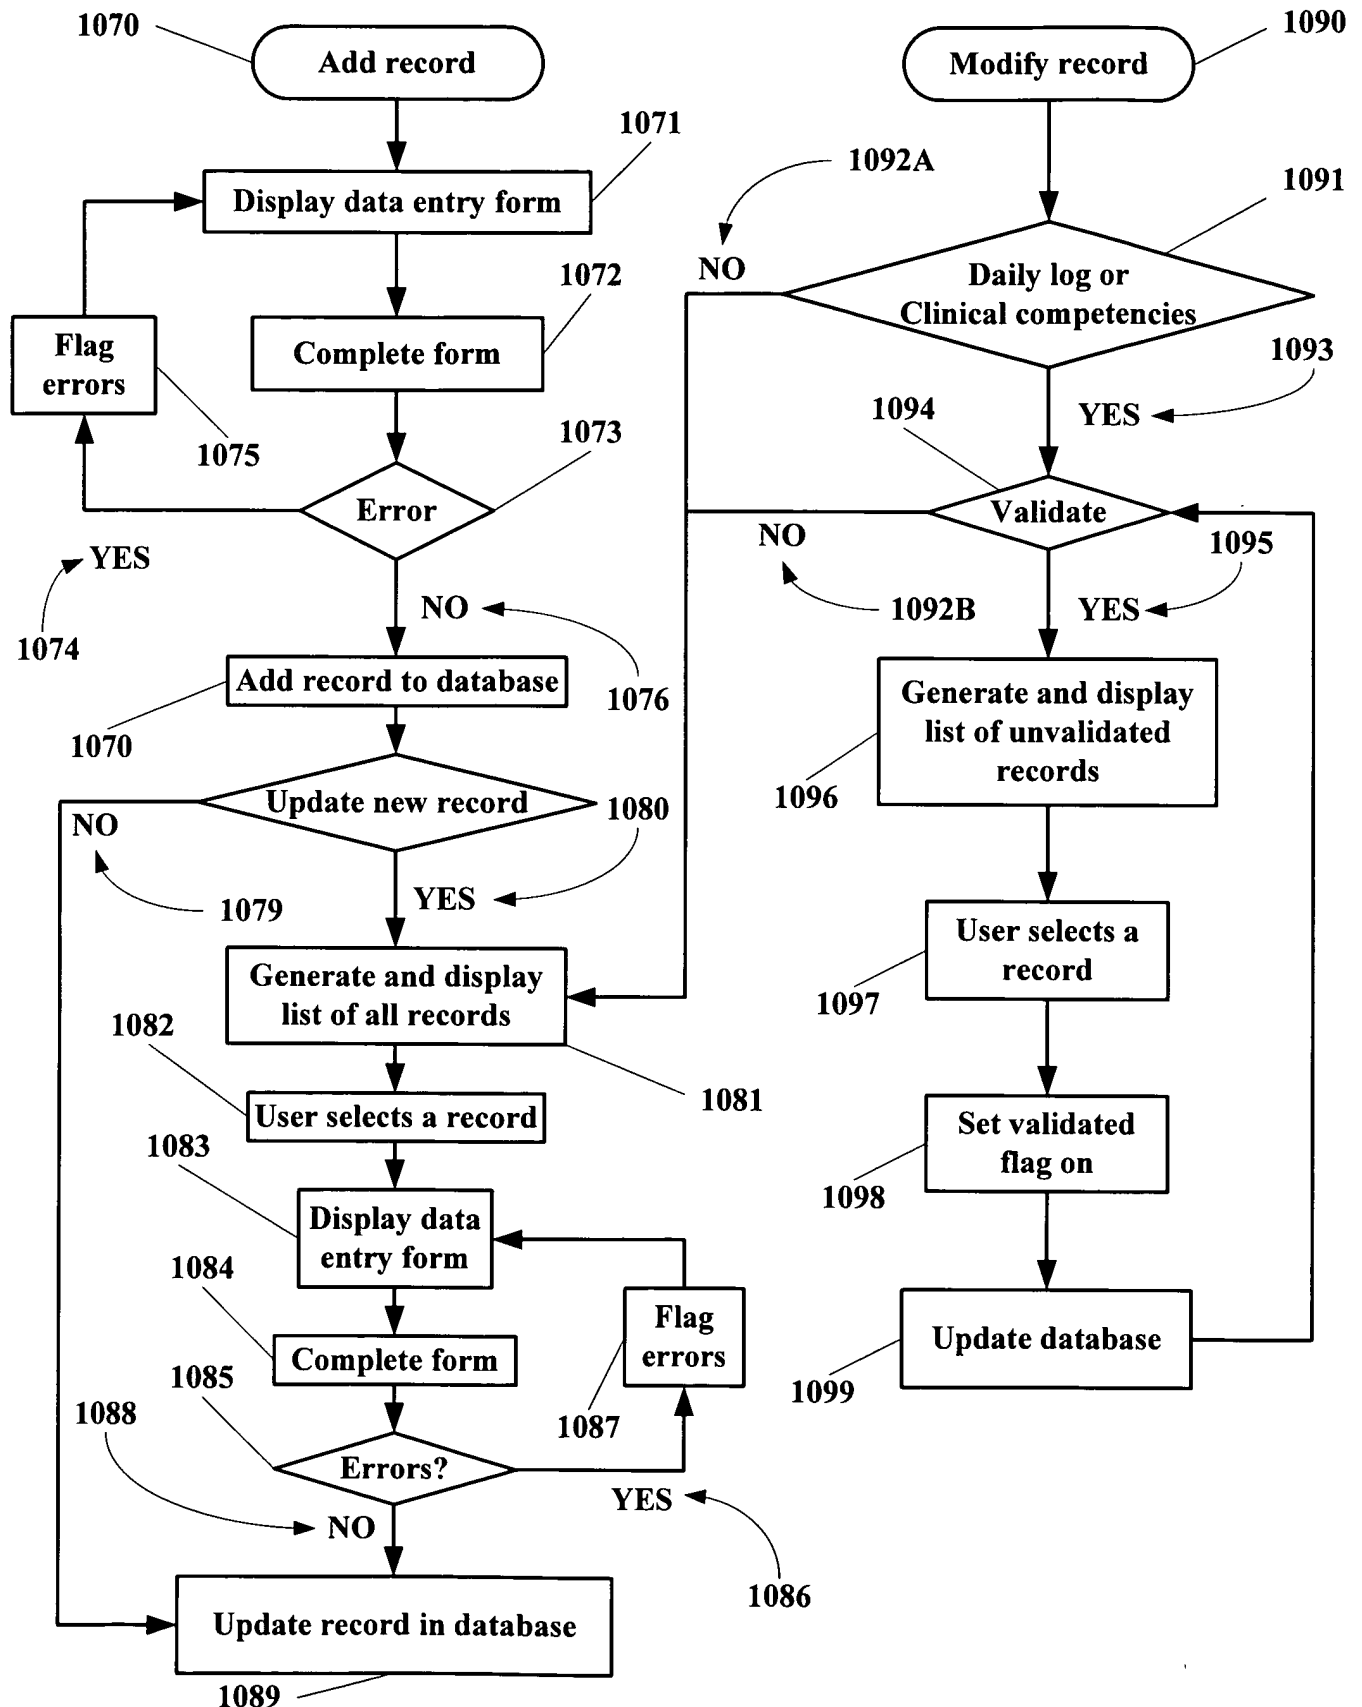 1070
Add record
1071
Display data entry form
1072
Complete form
Flag
errors
1075
1073
Error
YES
1074
NO
1076
Add record to database
1070
Update new record
1080
NO
1079
YES
Generate and display
list of all records
1081
1082
User selects a record
1083
Display data
entry form
1084
Complete form
Flag
errors
1087
1085
Errors?
YES
1086
1088
NO
Update record in database
1089
1090
Modify record
1092A
NO
1091
Daily log or
Clinical competencies
1093
YES
1094
Validate
NO
1092B
1095
YES
Generate and display
list of unvalidated
records
1096
User selects a
record
1097
Set validated
flag on
1098
Update database
1099